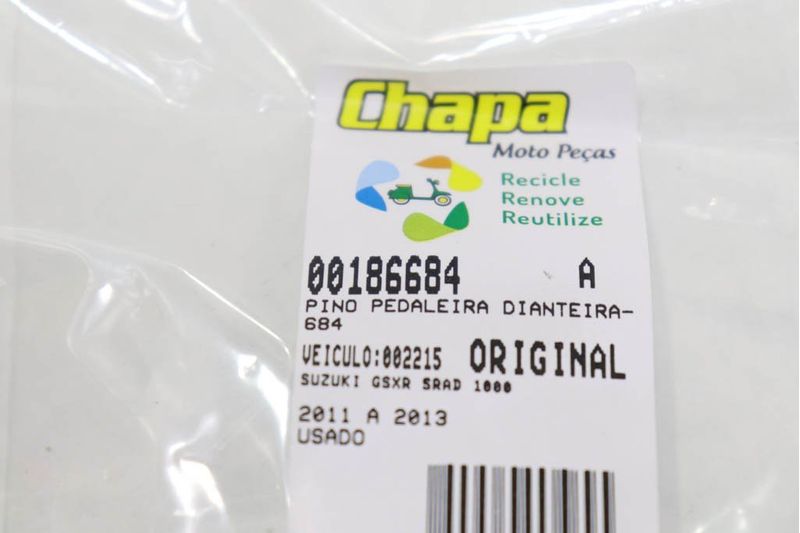 Chapa
Moto Peças
Recicle
Renove
Reutilize
00186684 A
PINO PEDALEIRA DIANTEIRA-
684
VEICULO:002215 ORIGINAL
SUZUKI GSXR SRAD 1000
2011 A 2013
USADO